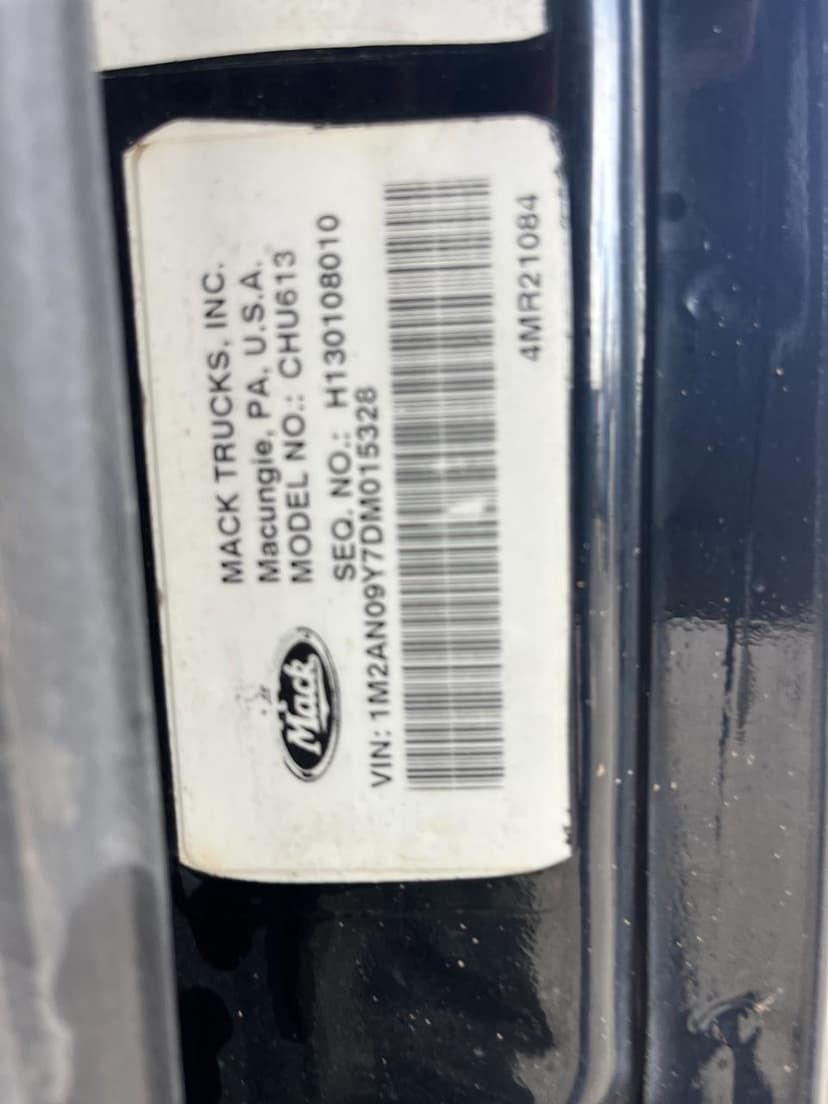 MACK TRUCKS, INC.
Macungie, PA, U.S.A.
MODEL NO.: CHU613
SEQ. NO.: H130108010
Mack
VIN: 1M2AN09Y7DM015328
4MR21084